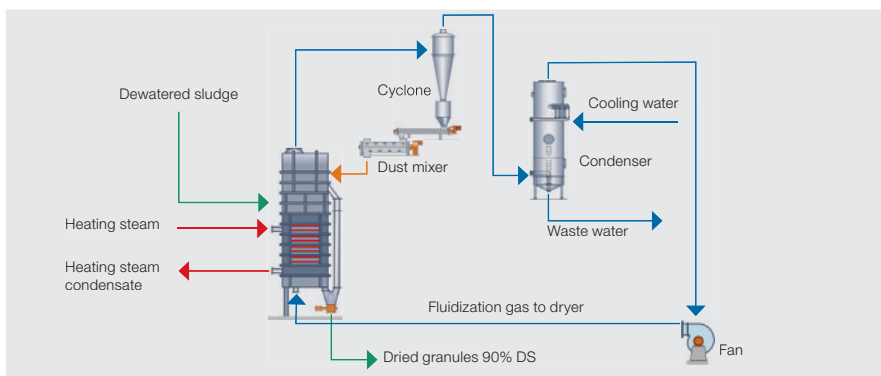 Dewatered sludge
Cyclone
Cooling water
Dust mixer
Condenser
Heating steam
Waste water
Heating steam
condensate
Fluidization gas to dryer
Fan
Dried granules 90% DS